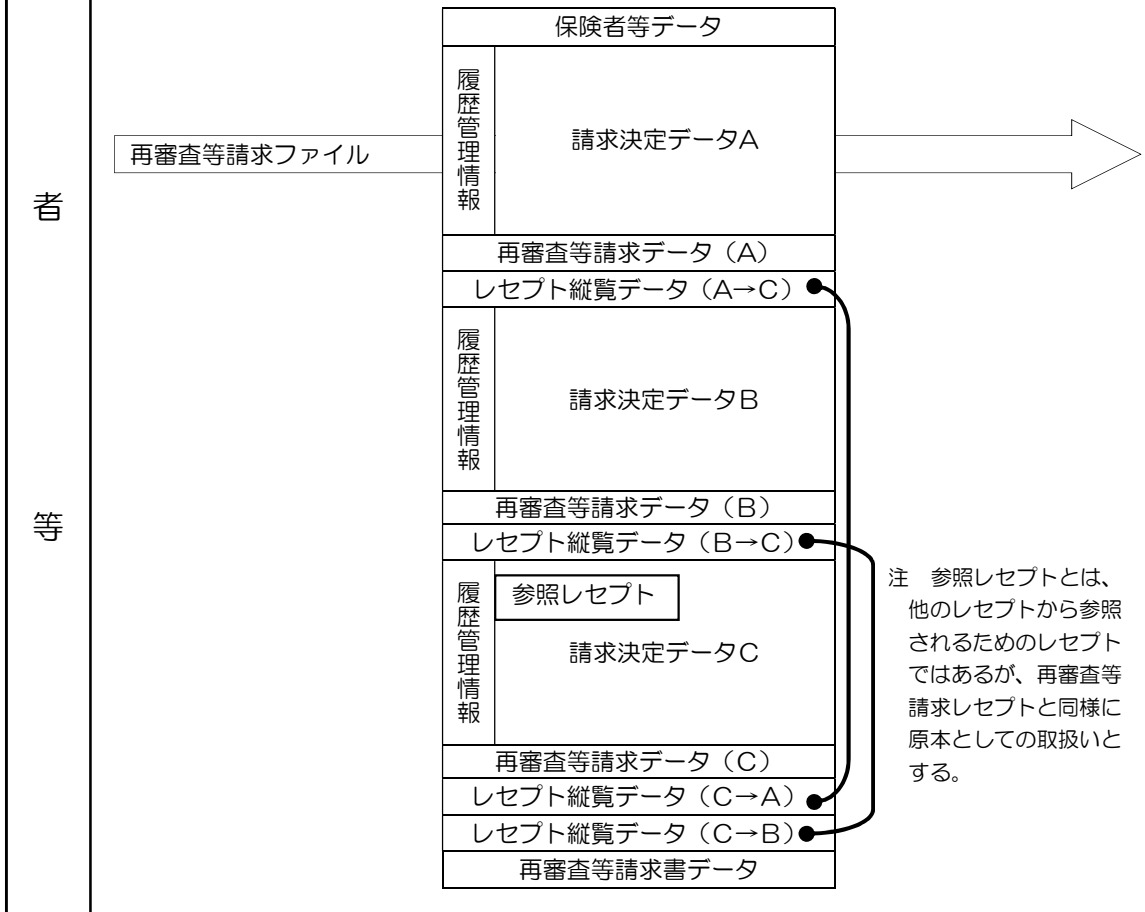 者
等
再審査等請求ファイル
保険者等データ
履歴管理情報
請求決定データA
再審査等請求データ（A）
レセプト縦覧データ（A→C）
履歴管理情報
請求決定データB
再審査等請求データ（B）
レセプト縦覧データ（B→C）
履歴管理情報
参照レセプト
請求決定データC
再審査等請求データ（C）
レセプト縦覧データ（C→A）
レセプト縦覧データ（C→B）
再審査等請求書データ
注　参照レセプトとは、
他のレセプトから参照
されるためのレセプト
ではあるが、再審査等
請求レセプトと同様に
原本としての取扱いと
する。